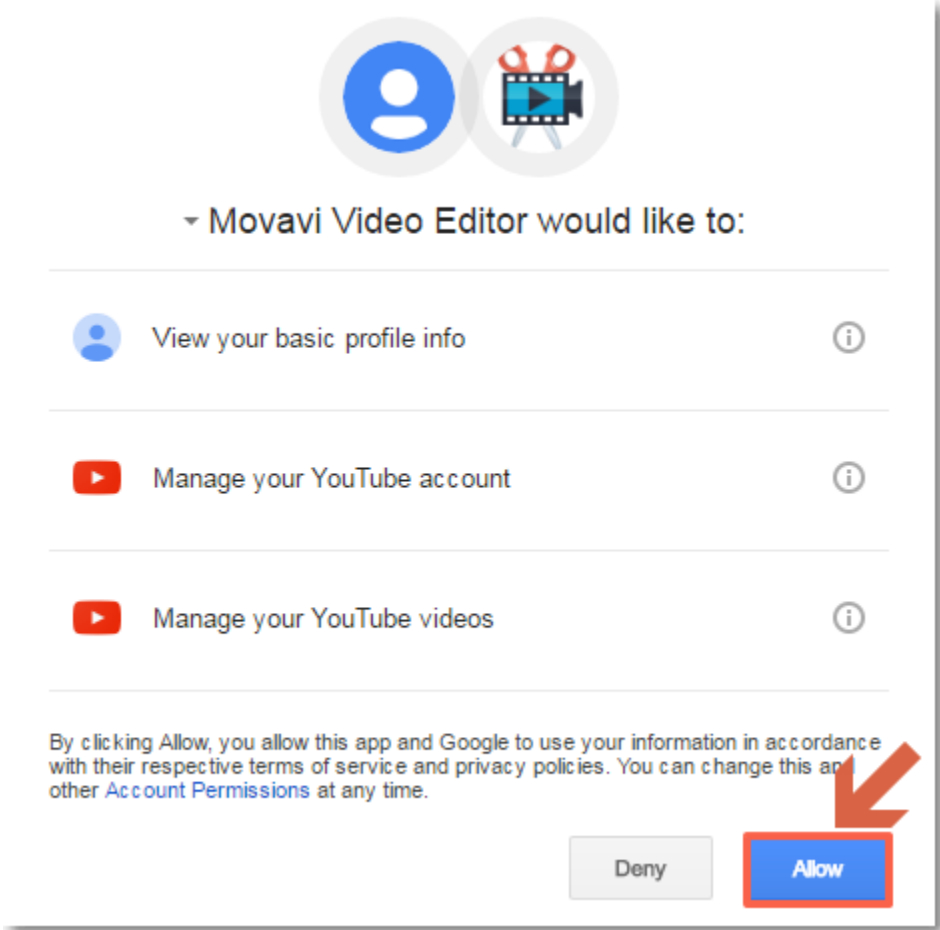 Movavi Video Editor would like to:
View your basic profile info
Manage your YouTube account
Manage your YouTube videos
By clicking Allow, you allow this app and Google to use your information in accordance
with their respective terms of service and privacy policies. You can change this and
other Account Permissions at any time.
Deny
Allow